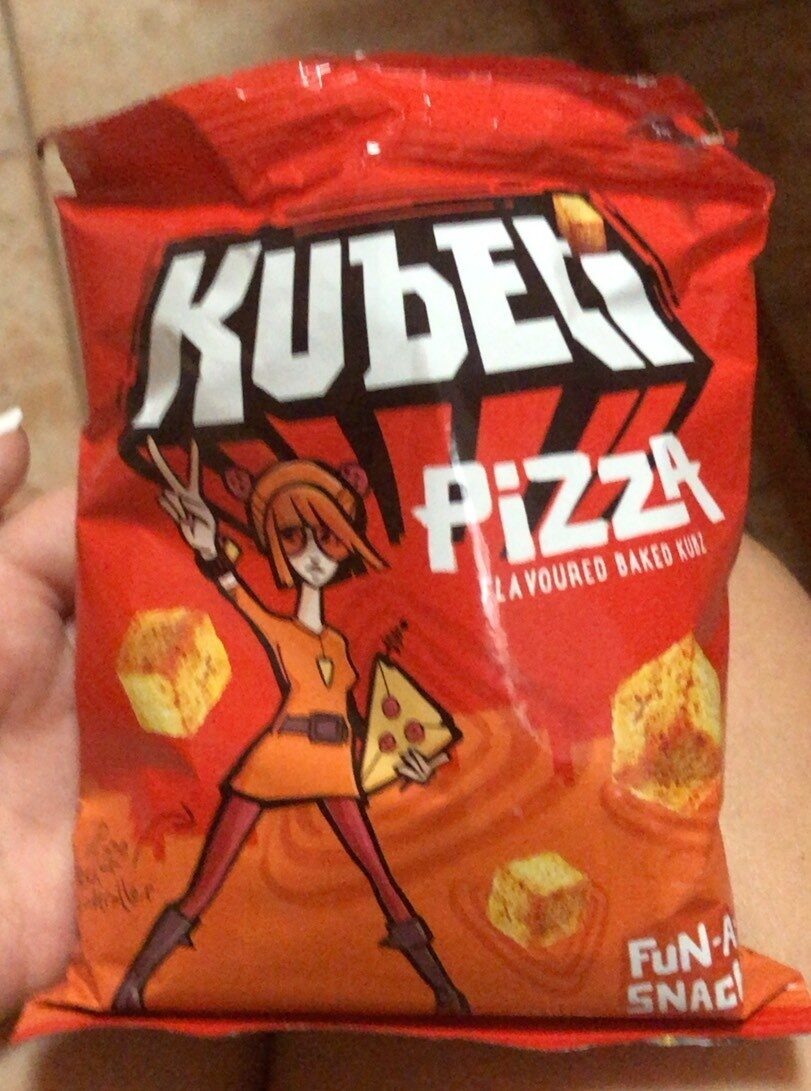 KUbEti
PiZZA
FLAVOURED BAKED KUBZ
FUN-A
SNAC